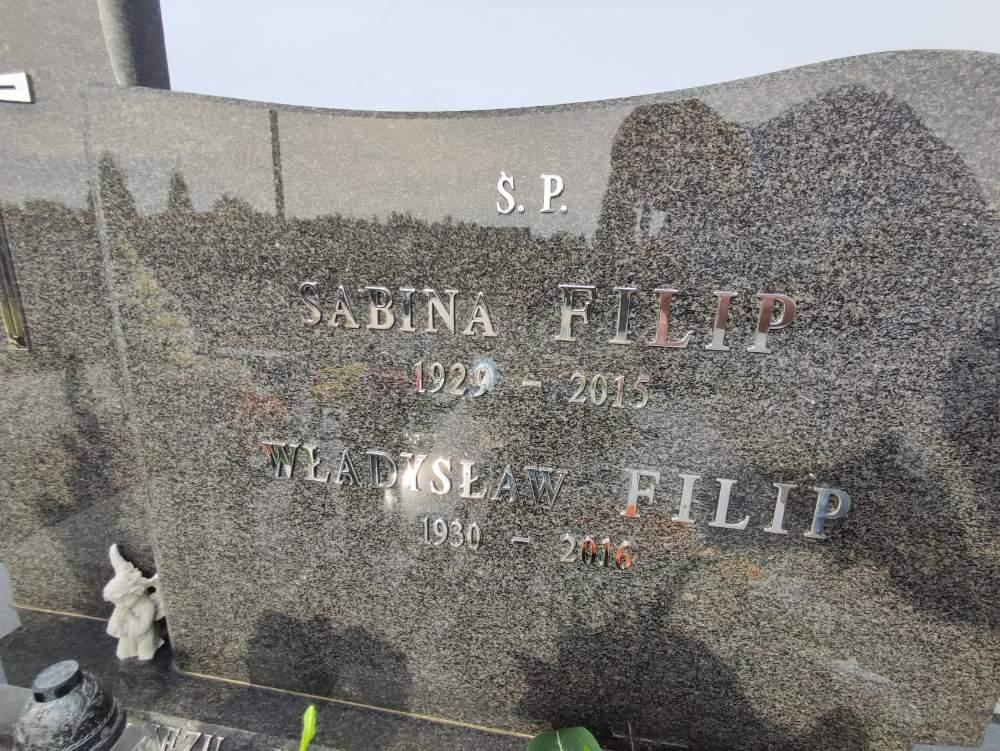 Ś. P.
SABINA FILIP
1929 - 2015
WŁADYSŁAW FILIP
1930 - 2016